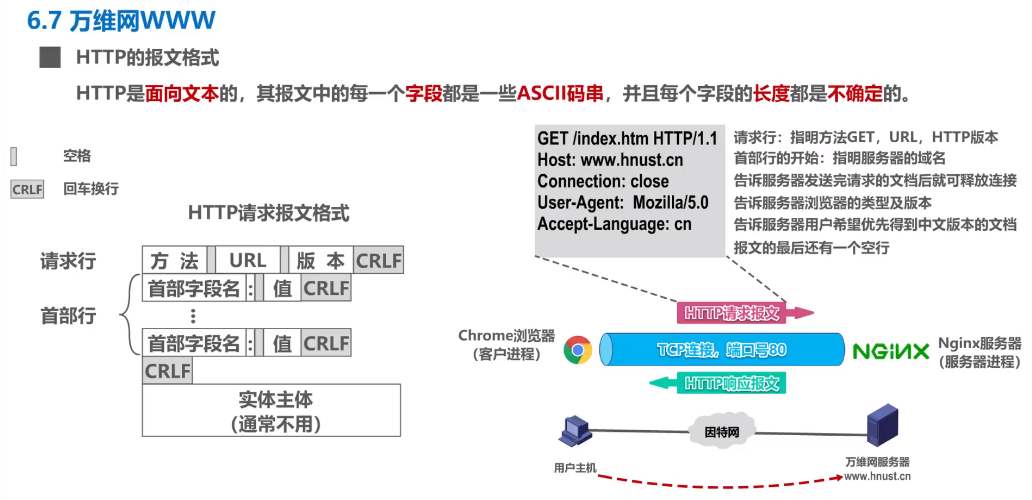 6.7 万维网WWW
HTTP的报文格式
HTTP是面向文本的，其报文中的每一个字段都是一些ASCII码串，并且每个字段的长度都是不确定的。
空格
CRLF 回车换行
HTTP请求报文格式
请求行 方 法 URL 版 本 CRLF
首部字段名 : 值 CRLF
首部行 ⋮
首部字段名 : 值 CRLF
CRLF
实体主体
（通常不用）
GET /index.htm HTTP/1.1 请求行：指明方法GET，URL，HTTP版本
Host: www.hnust.cn 首部行的开始：指明服务器的域名
Connection: close 告诉服务器发送完请求的文档后就可释放连接
User-Agent: Mozilla/5.0 告诉服务器浏览器的类型及版本
Accept-Language: cn 告诉服务器用户希望优先得到中文版本的文档
报文的最后还有一个空行
HTTP请求报文
Chrome浏览器
（客户进程）
TCP连接，端口号80
NGINX
Nginx服务器
（服务器进程）
HTTP响应报文
因特网
用户主机
万维网服务器
www.hnust.cn